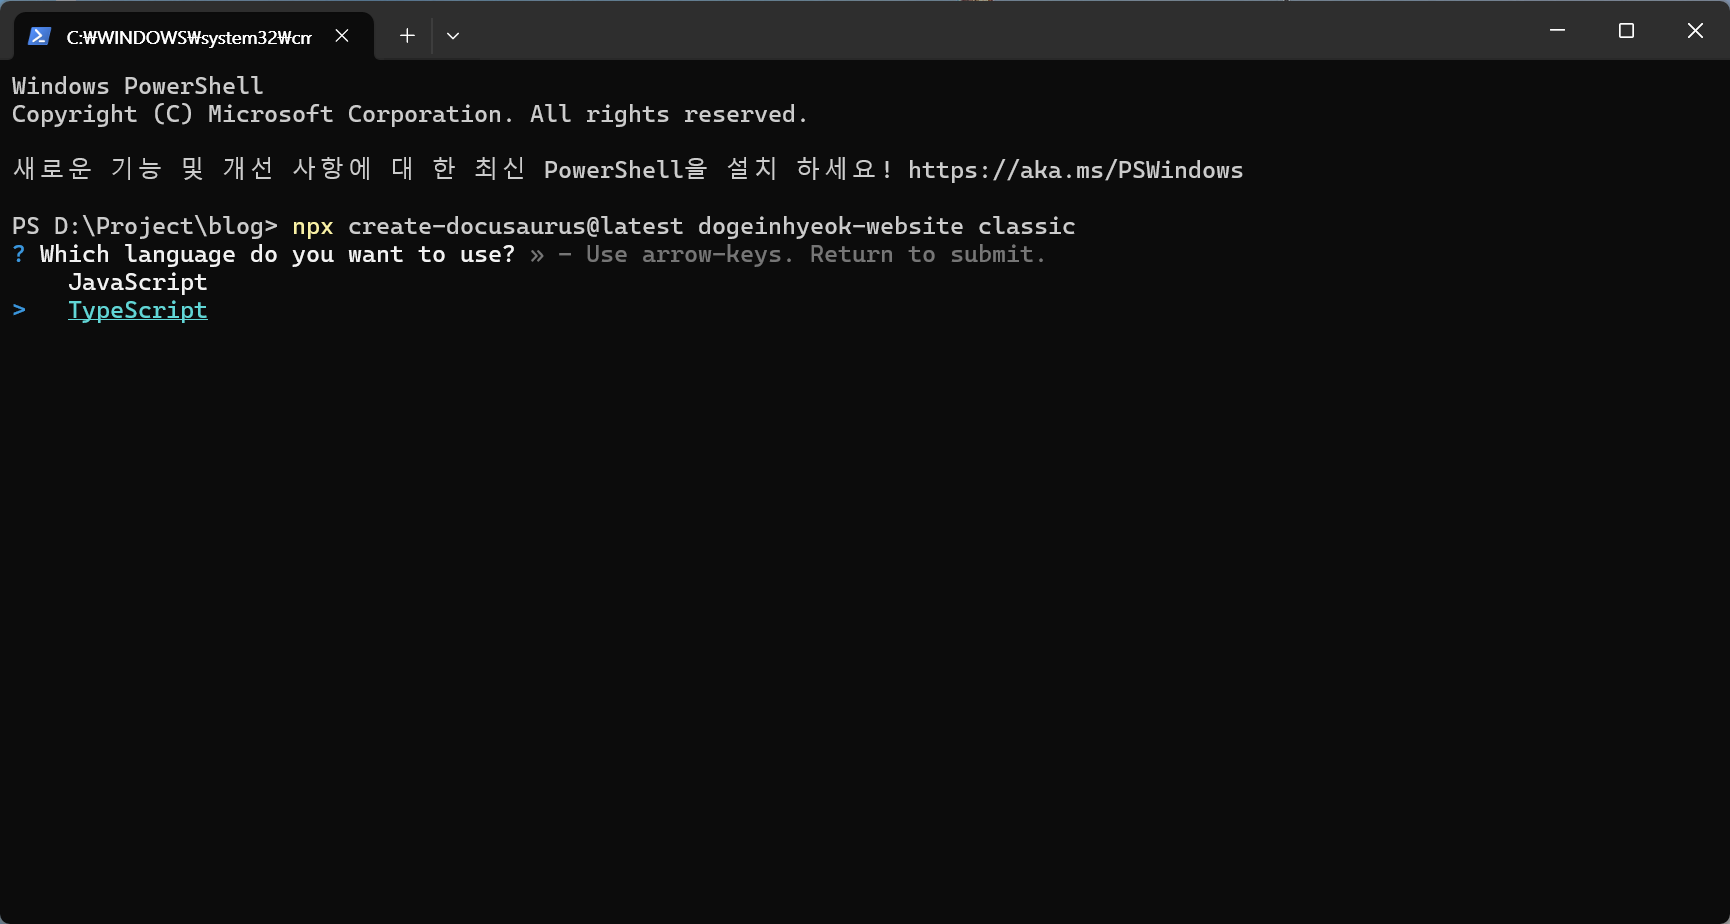 C:₩WINDOWS₩system32₩cm
Windows PowerShell
Copyright (C) Microsoft Corporation. All rights reserved.
새로운 기능 및 개선 사항에 대 한 최신 PowerShell을 설치 하세요! https://aka.ms/PSWindows
PS D:\Project\blog> npx create-docusaurus@latest dogeinhyeok-website classic
? Which language do you want to use? » - Use arrow-keys. Return to submit.
JavaScript
> TypeScript